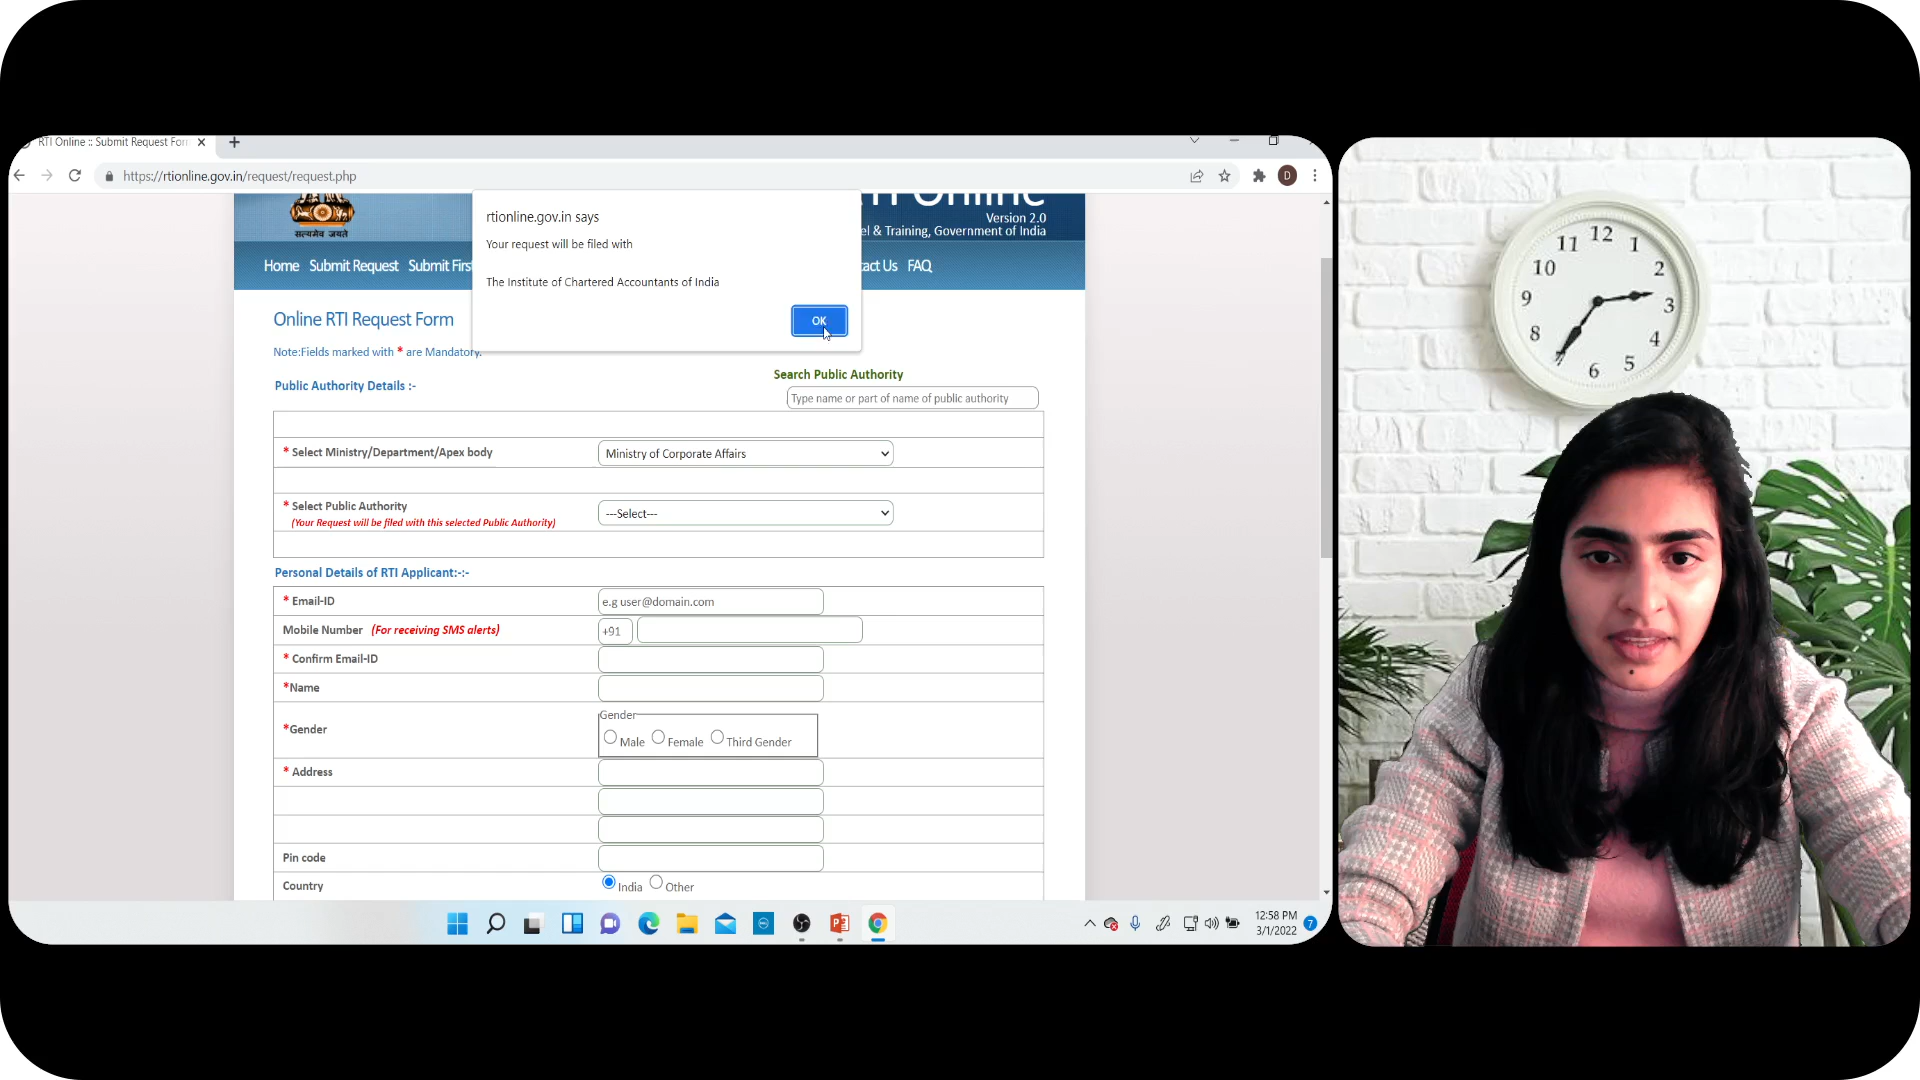 RTI Online :: Submit Request For
https://rtionline.gov.in/request/request.php
D
rtionline.gov.in says
Your request will be filed with
The Institute of Chartered Accountants of India
OK
सत्यमेव जयते
Online
Version 2.0
& Training, Government of India
Home Submit Request Submit First Us FAQ
Online RTI Request Form
Note:Fields marked with * are Mandatory.
Search Public Authority
Public Authority Details :-
Type name or part of name of public authority
* Select Ministry/Department/Apex body
Ministry of Corporate Affairs
* Select Public Authority
---Select---
(Your Request will be filed with this selected Public Authority)
Personal Details of RTI Applicant:-:-
* Email-ID
e.g user@domain.com
Mobile Number (For receiving SMS alerts)
+91
* Confirm Email-ID
*Name
Gender
*Gender
Male Female Third Gender
* Address
Pin code
Country
India Other
12:58 PM
3/1/2022
7
12
11 1
10 2
9 3
8 4
6 5